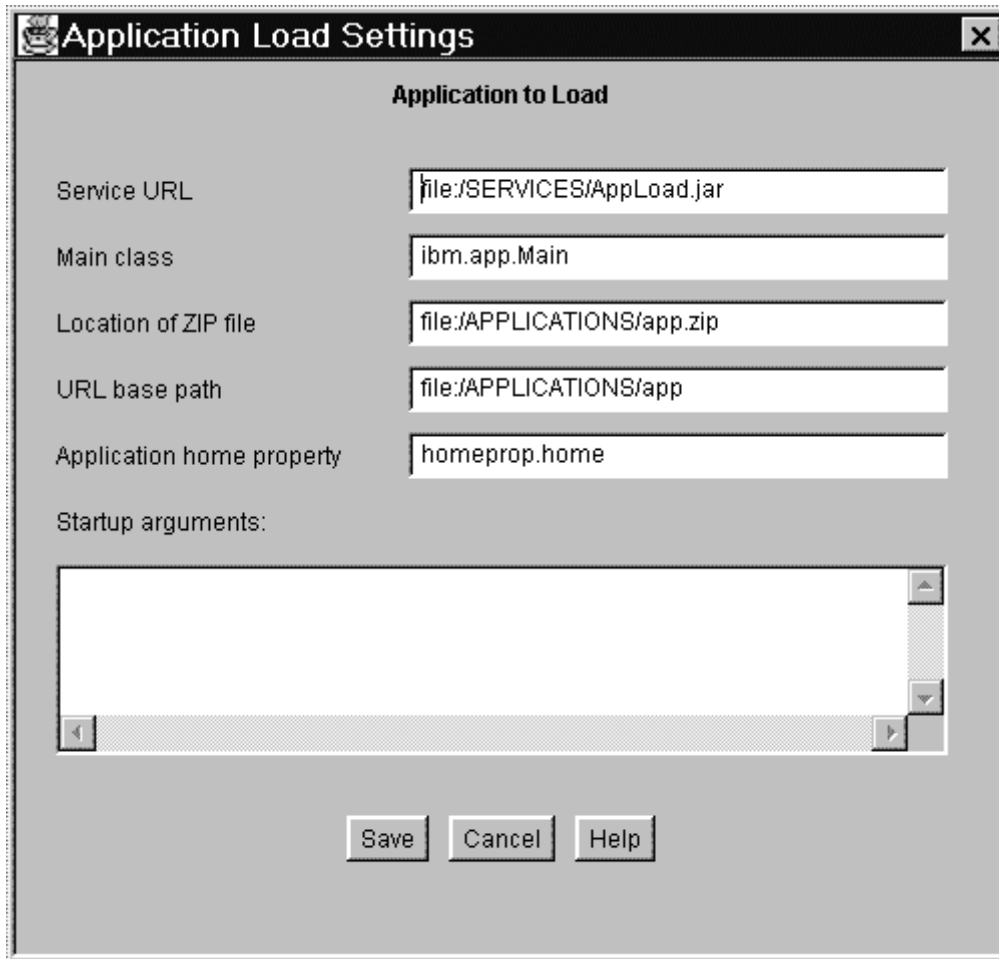 Application Load Settings
Application to Load
Service URL file:/SERVICES/AppLoad.jar
Main class ibm.app.Main
Location of ZIP file file:/APPLICATIONS/app.zip
URL base path file:/APPLICATIONS/app
Application home property homeprop.home
Startup arguments:
Save Cancel Help